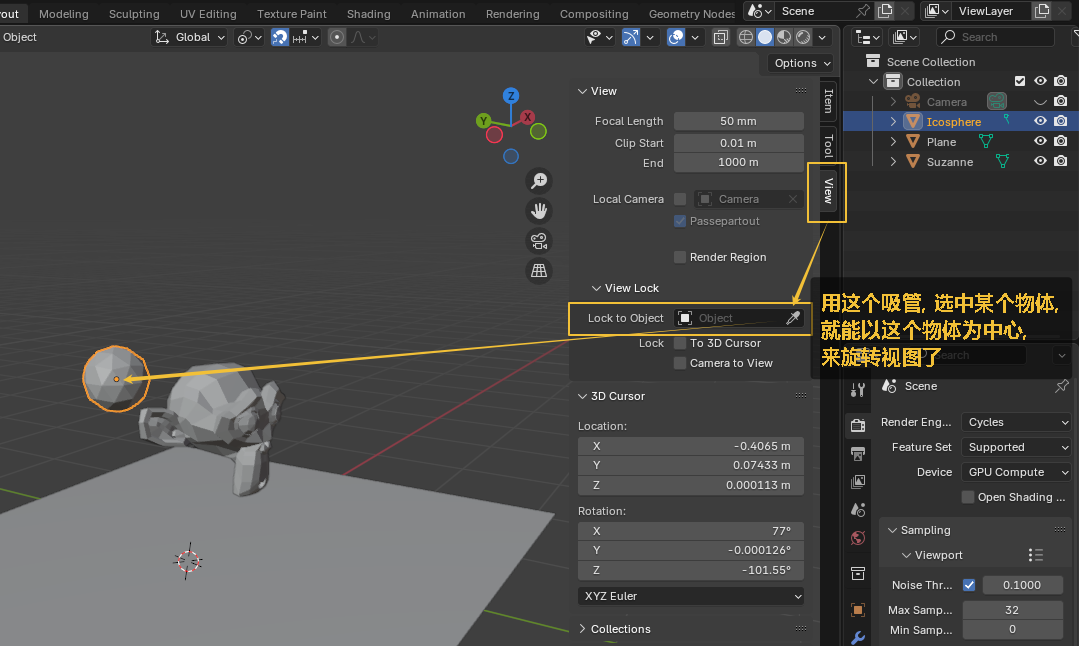 out Modeling Sculpting UV Editing Texture Paint Shading Animation Rendering Compositing Geometry Nodes Scene ViewLayer
Object Global Search
Options
Scene Collection
Collection
Camera
Icosphere
Plane
Suzanne
Z
Y
X
Item
Tool
View
View
Focal Length 50 mm
Clip Start 0.01 m
End 1000 m
Local Camera Camera
Passepartout
Render Region
View Lock
Lock to Object Object
Lock To 3D Cursor
Camera to View
用这个吸管, 选中某个物体,
就能以这个物体为中心,
来旋转视图了
Search
3D Cursor
Location:
X -0.4065 m
Y 0.07433 m
Z 0.000113 m
Rotation:
X 77°
Y -0.000126°
Z -101.55°
XYZ Euler
Collections
Scene
Render Eng... Cycles
Feature Set Supported
Device GPU Compute
Open Shading ...
Sampling
Viewport
Noise Thr... 0.1000
Max Samp... 32
Min Samp... 0